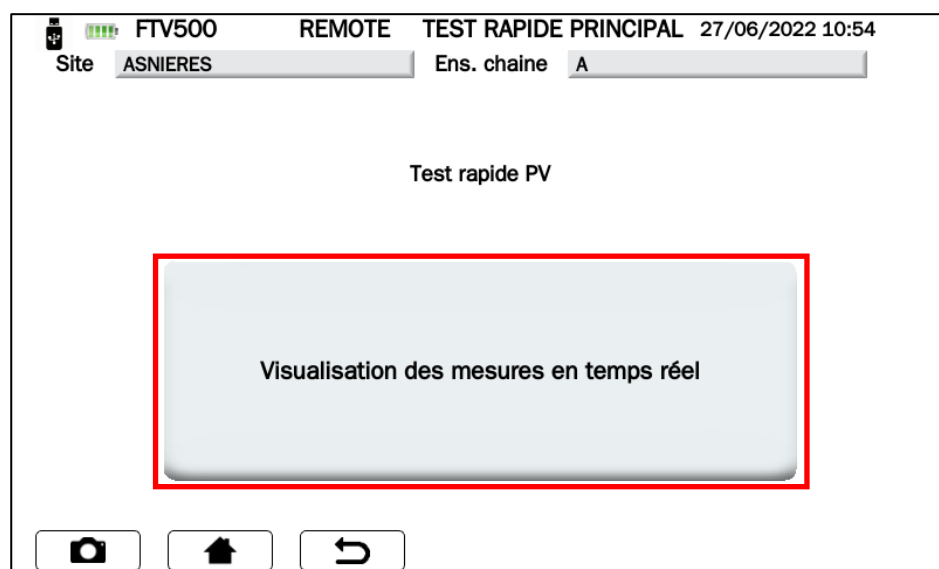 FTV500 REMOTE TEST RAPIDE PRINCIPAL 27/06/2022 10:54
Site ASNIERES Ens. chaine A
Test rapide PV
Visualisation des mesures en temps réel